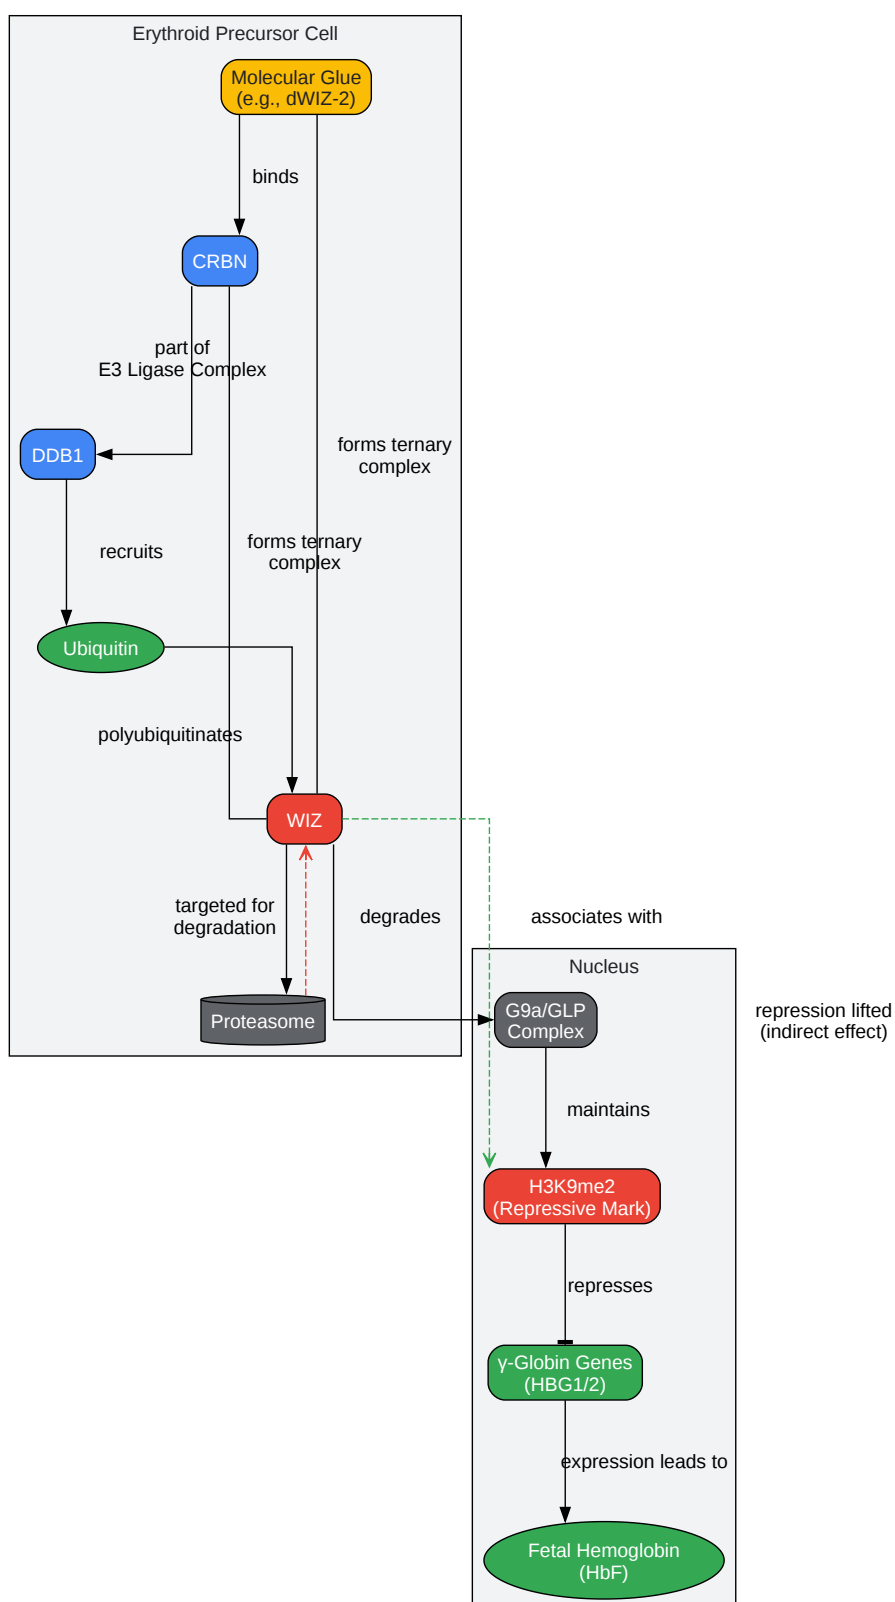 Erythroid Precursor Cell
Molecular Glue
(e.g., dWIZ-2)
binds
CRBN
part of
E3 Ligase Complex
DDB1
forms ternary
complex
recruits
forms ternary
complex
Ubiquitin
polyubiquitinates
WIZ
targeted for
degradation
degrades
associates with
Proteasome
Nucleus
G9a/GLP
Complex
repression lifted
(indirect effect)
maintains
H3K9me2
(Repressive Mark)
represses
γ-Globin Genes
(HBG1/2)
expression leads to
Fetal Hemoglobin
(HbF)